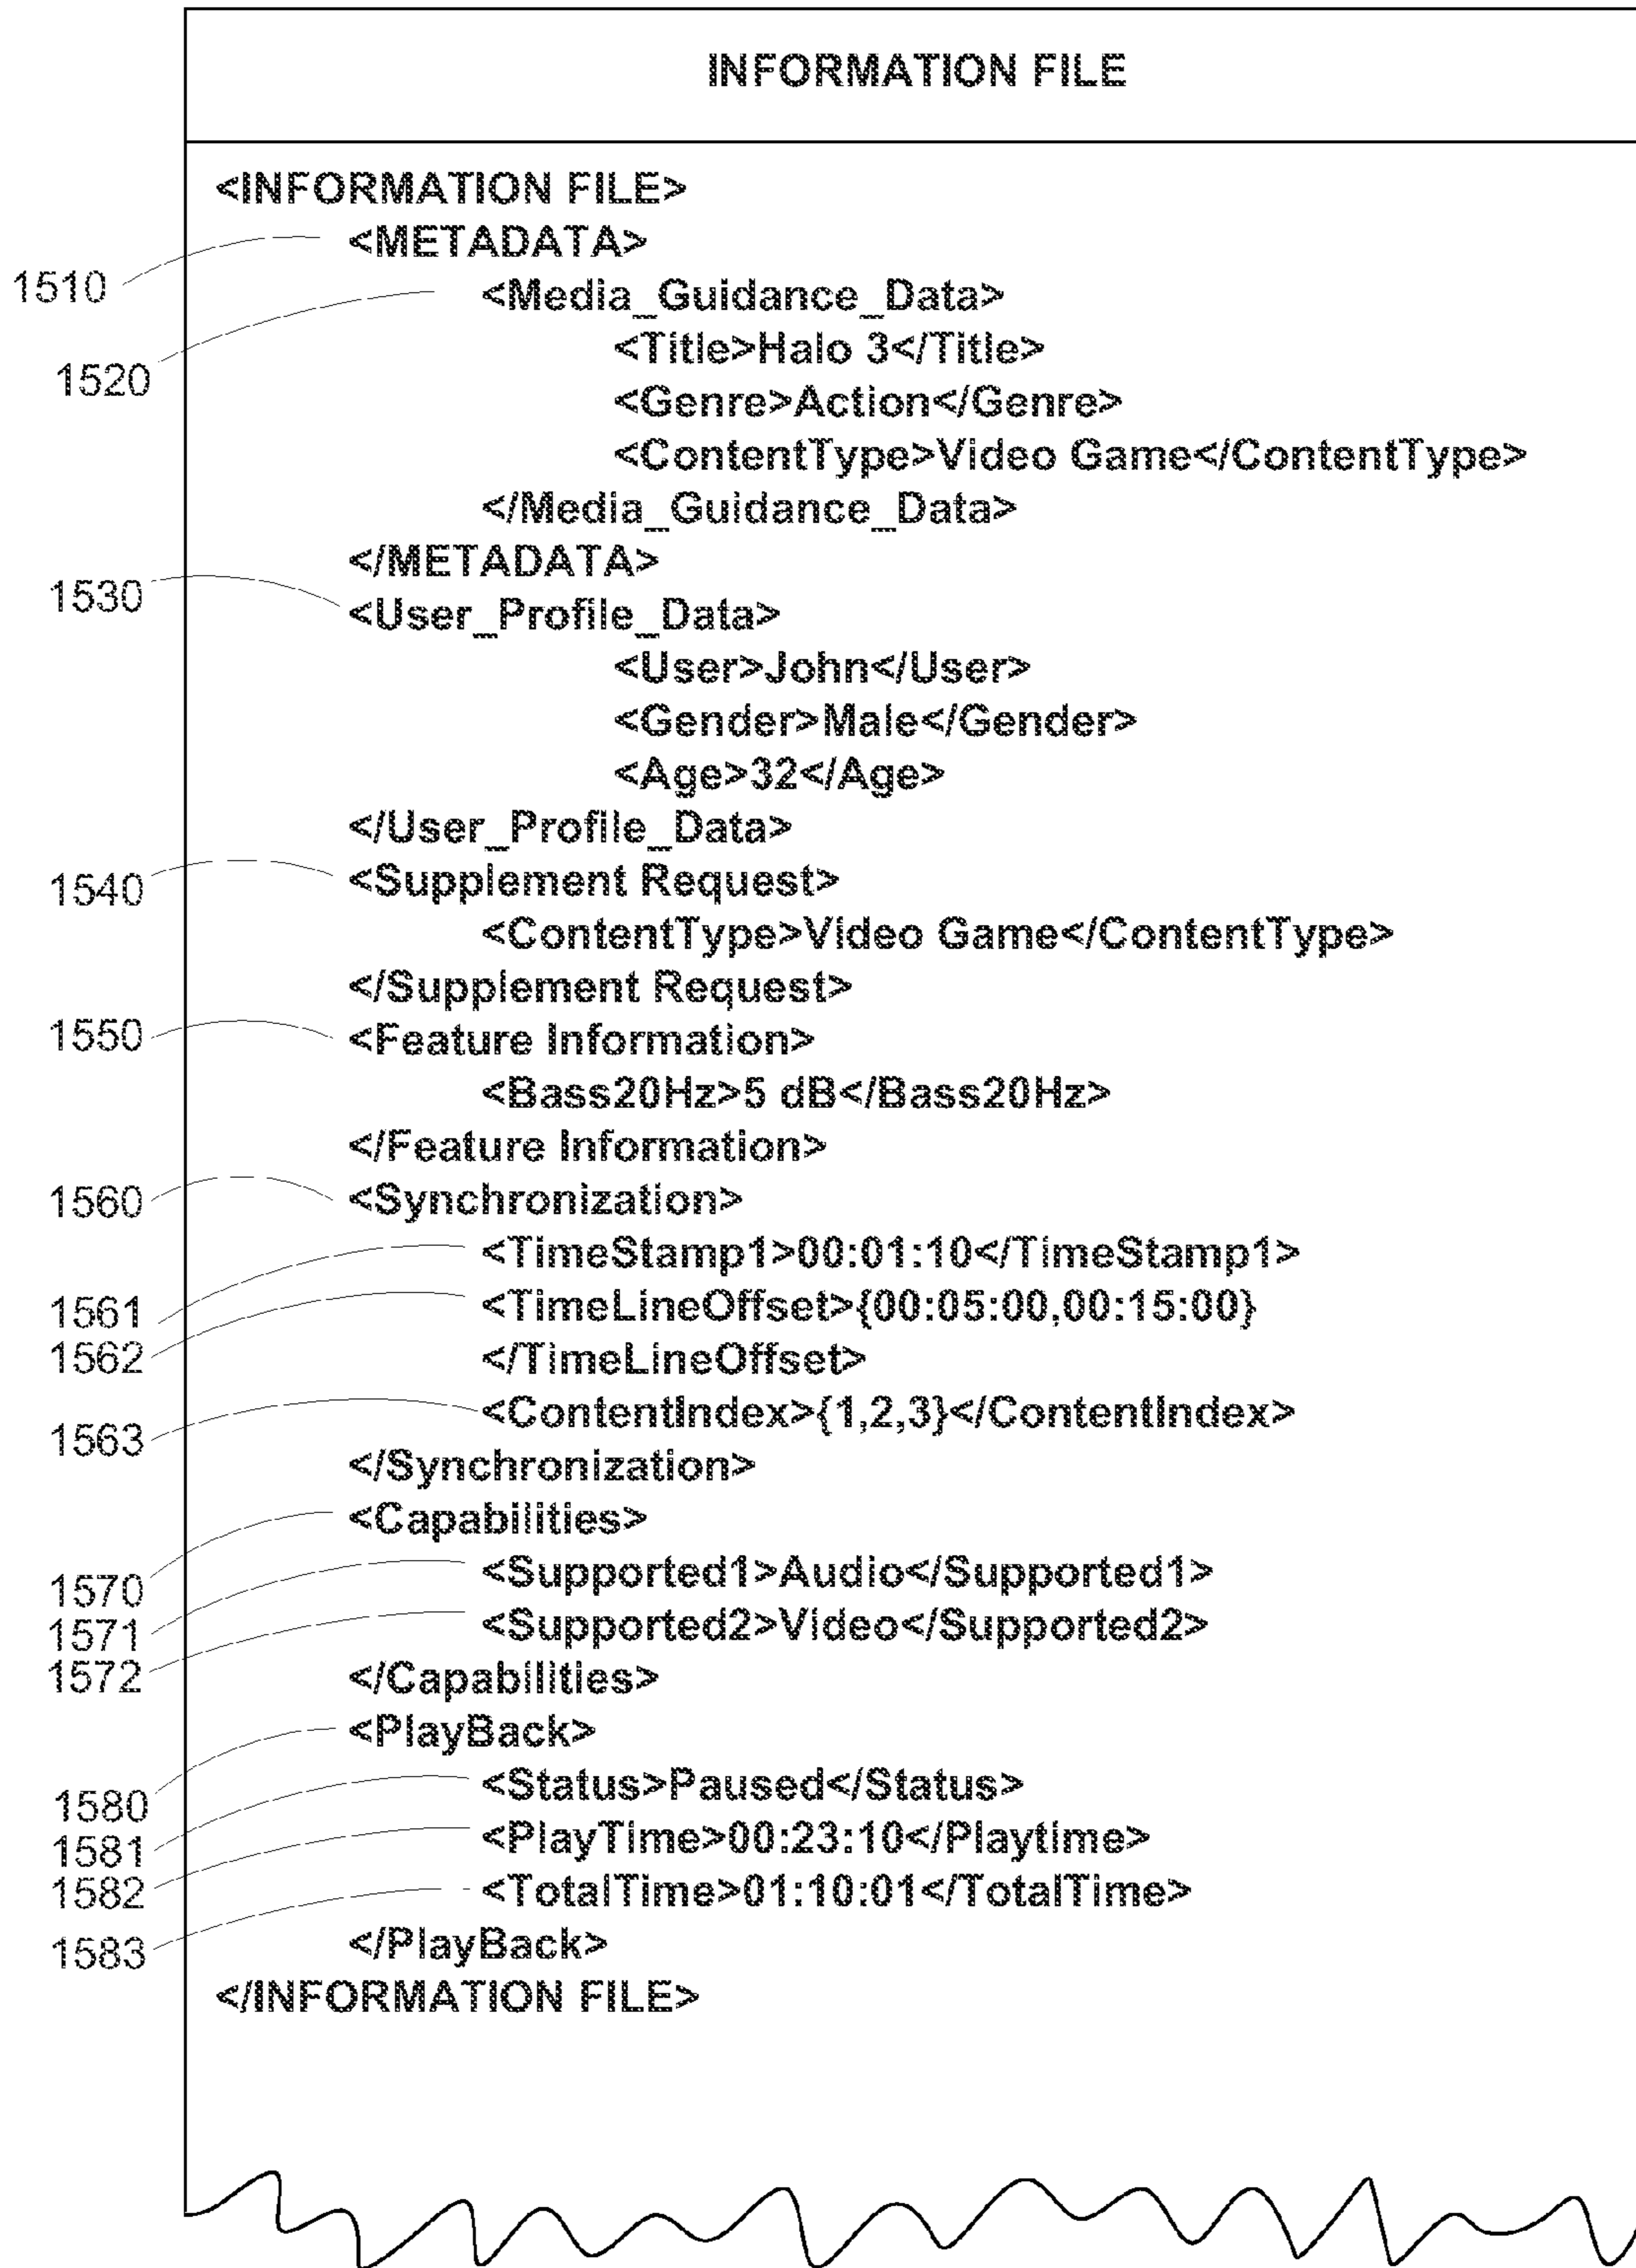 INFORMATION FILE
<INFORMATION FILE>
1510 <METADATA>
1520 <Media_Guidance_Data>
<Title>Halo 3</Title>
<Genre>Action</Genre>
<ContentType>Video Game</ContentType>
</Media_Guidance_Data>
</METADATA>
1530 <User_Profile_Data>
<User>John</User>
<Gender>Male</Gender>
<Age>32</Age>
</User_Profile_Data>
1540 <Supplement Request>
<ContentType>Video Game</ContentType>
</Supplement Request>
1550 <Feature Information>
<Bass20Hz>5 dB</Bass20Hz>
</Feature Information>
1560 <Synchronization>
1561 <TimeStamp1>00:01:10</TimeStamp1>
1562 <TimeLineOffset>{00:05:00,00:15:00}
</TimeLineOffset>
1563 <ContentIndex>{1,2,3}</ContentIndex>
</Synchronization>
1570 <Capabilities>
1571 <Supported1>Audio</Supported1>
1572 <Supported2>Video</Supported2>
</Capabilities>
1580 <PlayBack>
1581 <Status>Paused</Status>
1582 <PlayTime>00:23:10</Playtime>
1583 <TotalTime>01:10:01</TotalTime>
</PlayBack>
</INFORMATION FILE>